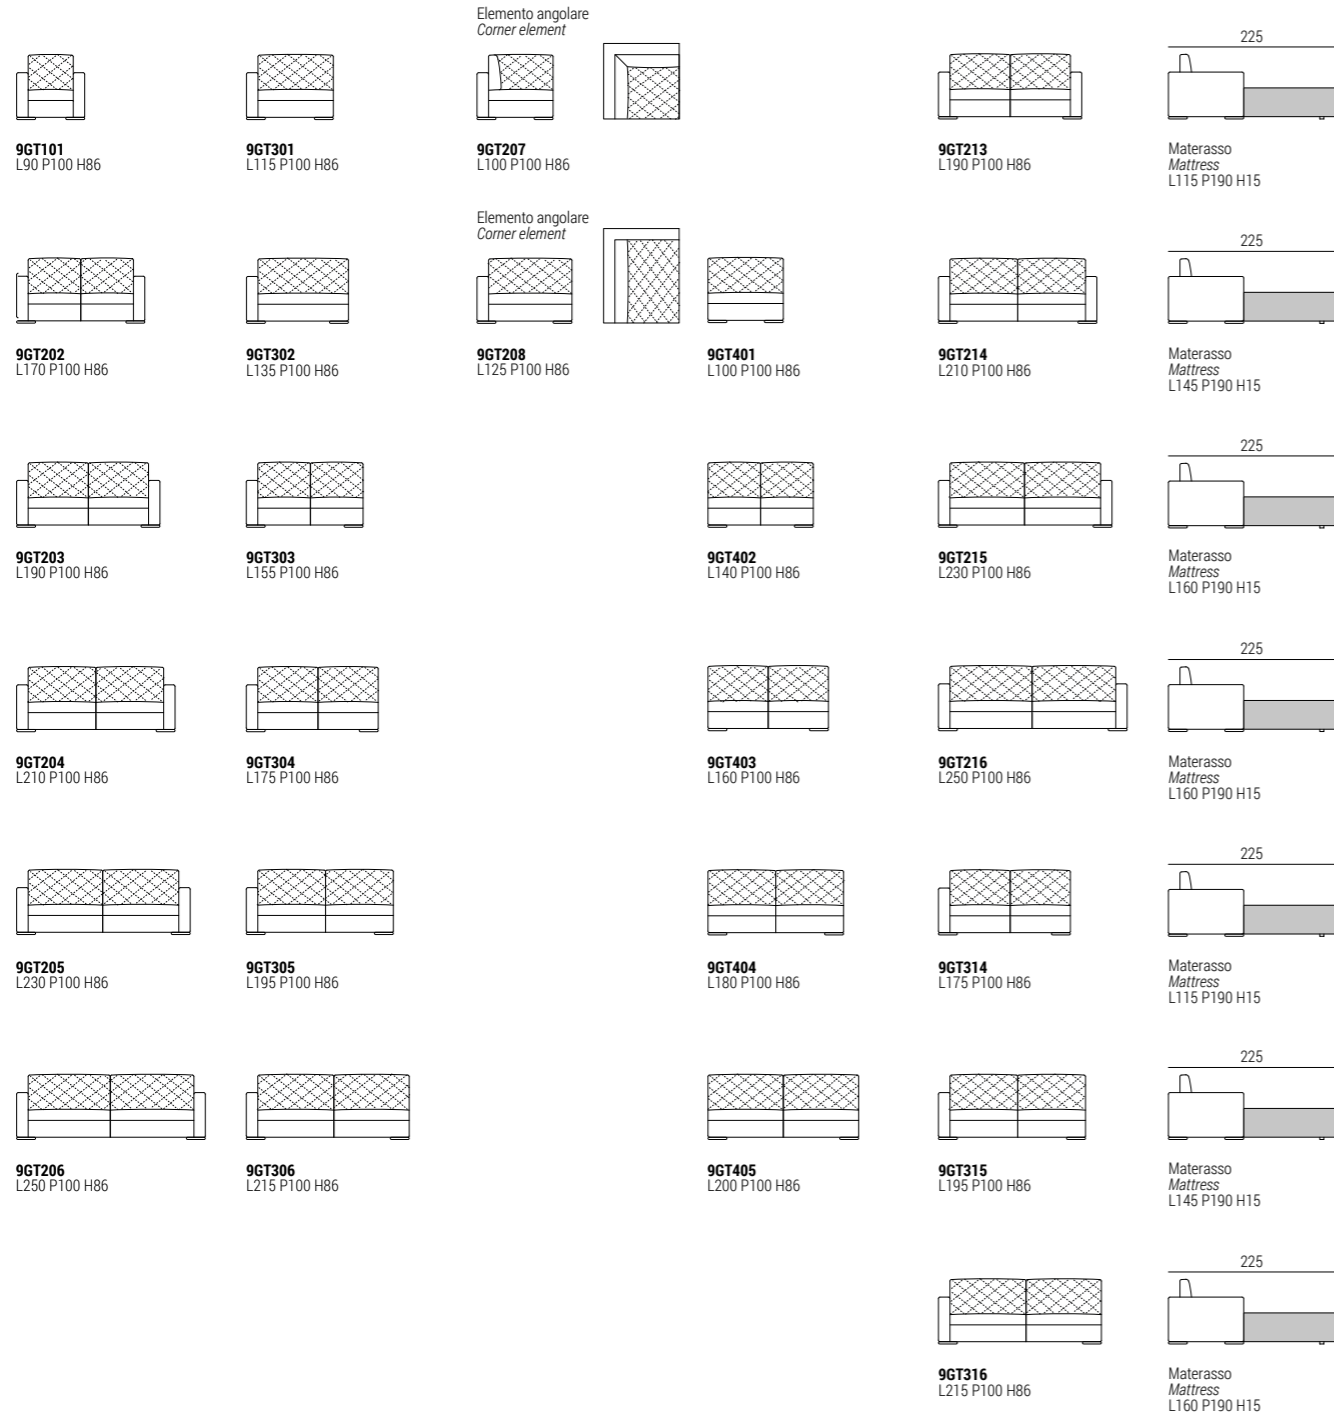 Elemento angolare
Corner element
225
9GT101
L90 P100 H86
9GT301
L115 P100 H86
9GT207
L100 P100 H86
9GT213
L190 P100 H86
Materasso
Mattress
L115 P190 H15
Elemento angolare
Corner element
225
9GT202
L170 P100 H86
9GT302
L135 P100 H86
9GT208
L125 P100 H86
9GT401
L100 P100 H86
9GT214
L210 P100 H86
Materasso
Mattress
L145 P190 H15
225
9GT203
L190 P100 H86
9GT303
L155 P100 H86
9GT402
L140 P100 H86
9GT215
L230 P100 H86
Materasso
Mattress
L160 P190 H15
225
9GT204
L210 P100 H86
9GT304
L175 P100 H86
9GT403
L160 P100 H86
9GT216
L250 P100 H86
Materasso
Mattress
L160 P190 H15
225
9GT205
L230 P100 H86
9GT305
L195 P100 H86
9GT404
L180 P100 H86
9GT314
L175 P100 H86
Materasso
Mattress
L115 P190 H15
225
9GT206
L250 P100 H86
9GT306
L215 P100 H86
9GT405
L200 P100 H86
9GT315
L195 P100 H86
Materasso
Mattress
L145 P190 H15
225
9GT316
L215 P100 H86
Materasso
Mattress
L160 P190 H15